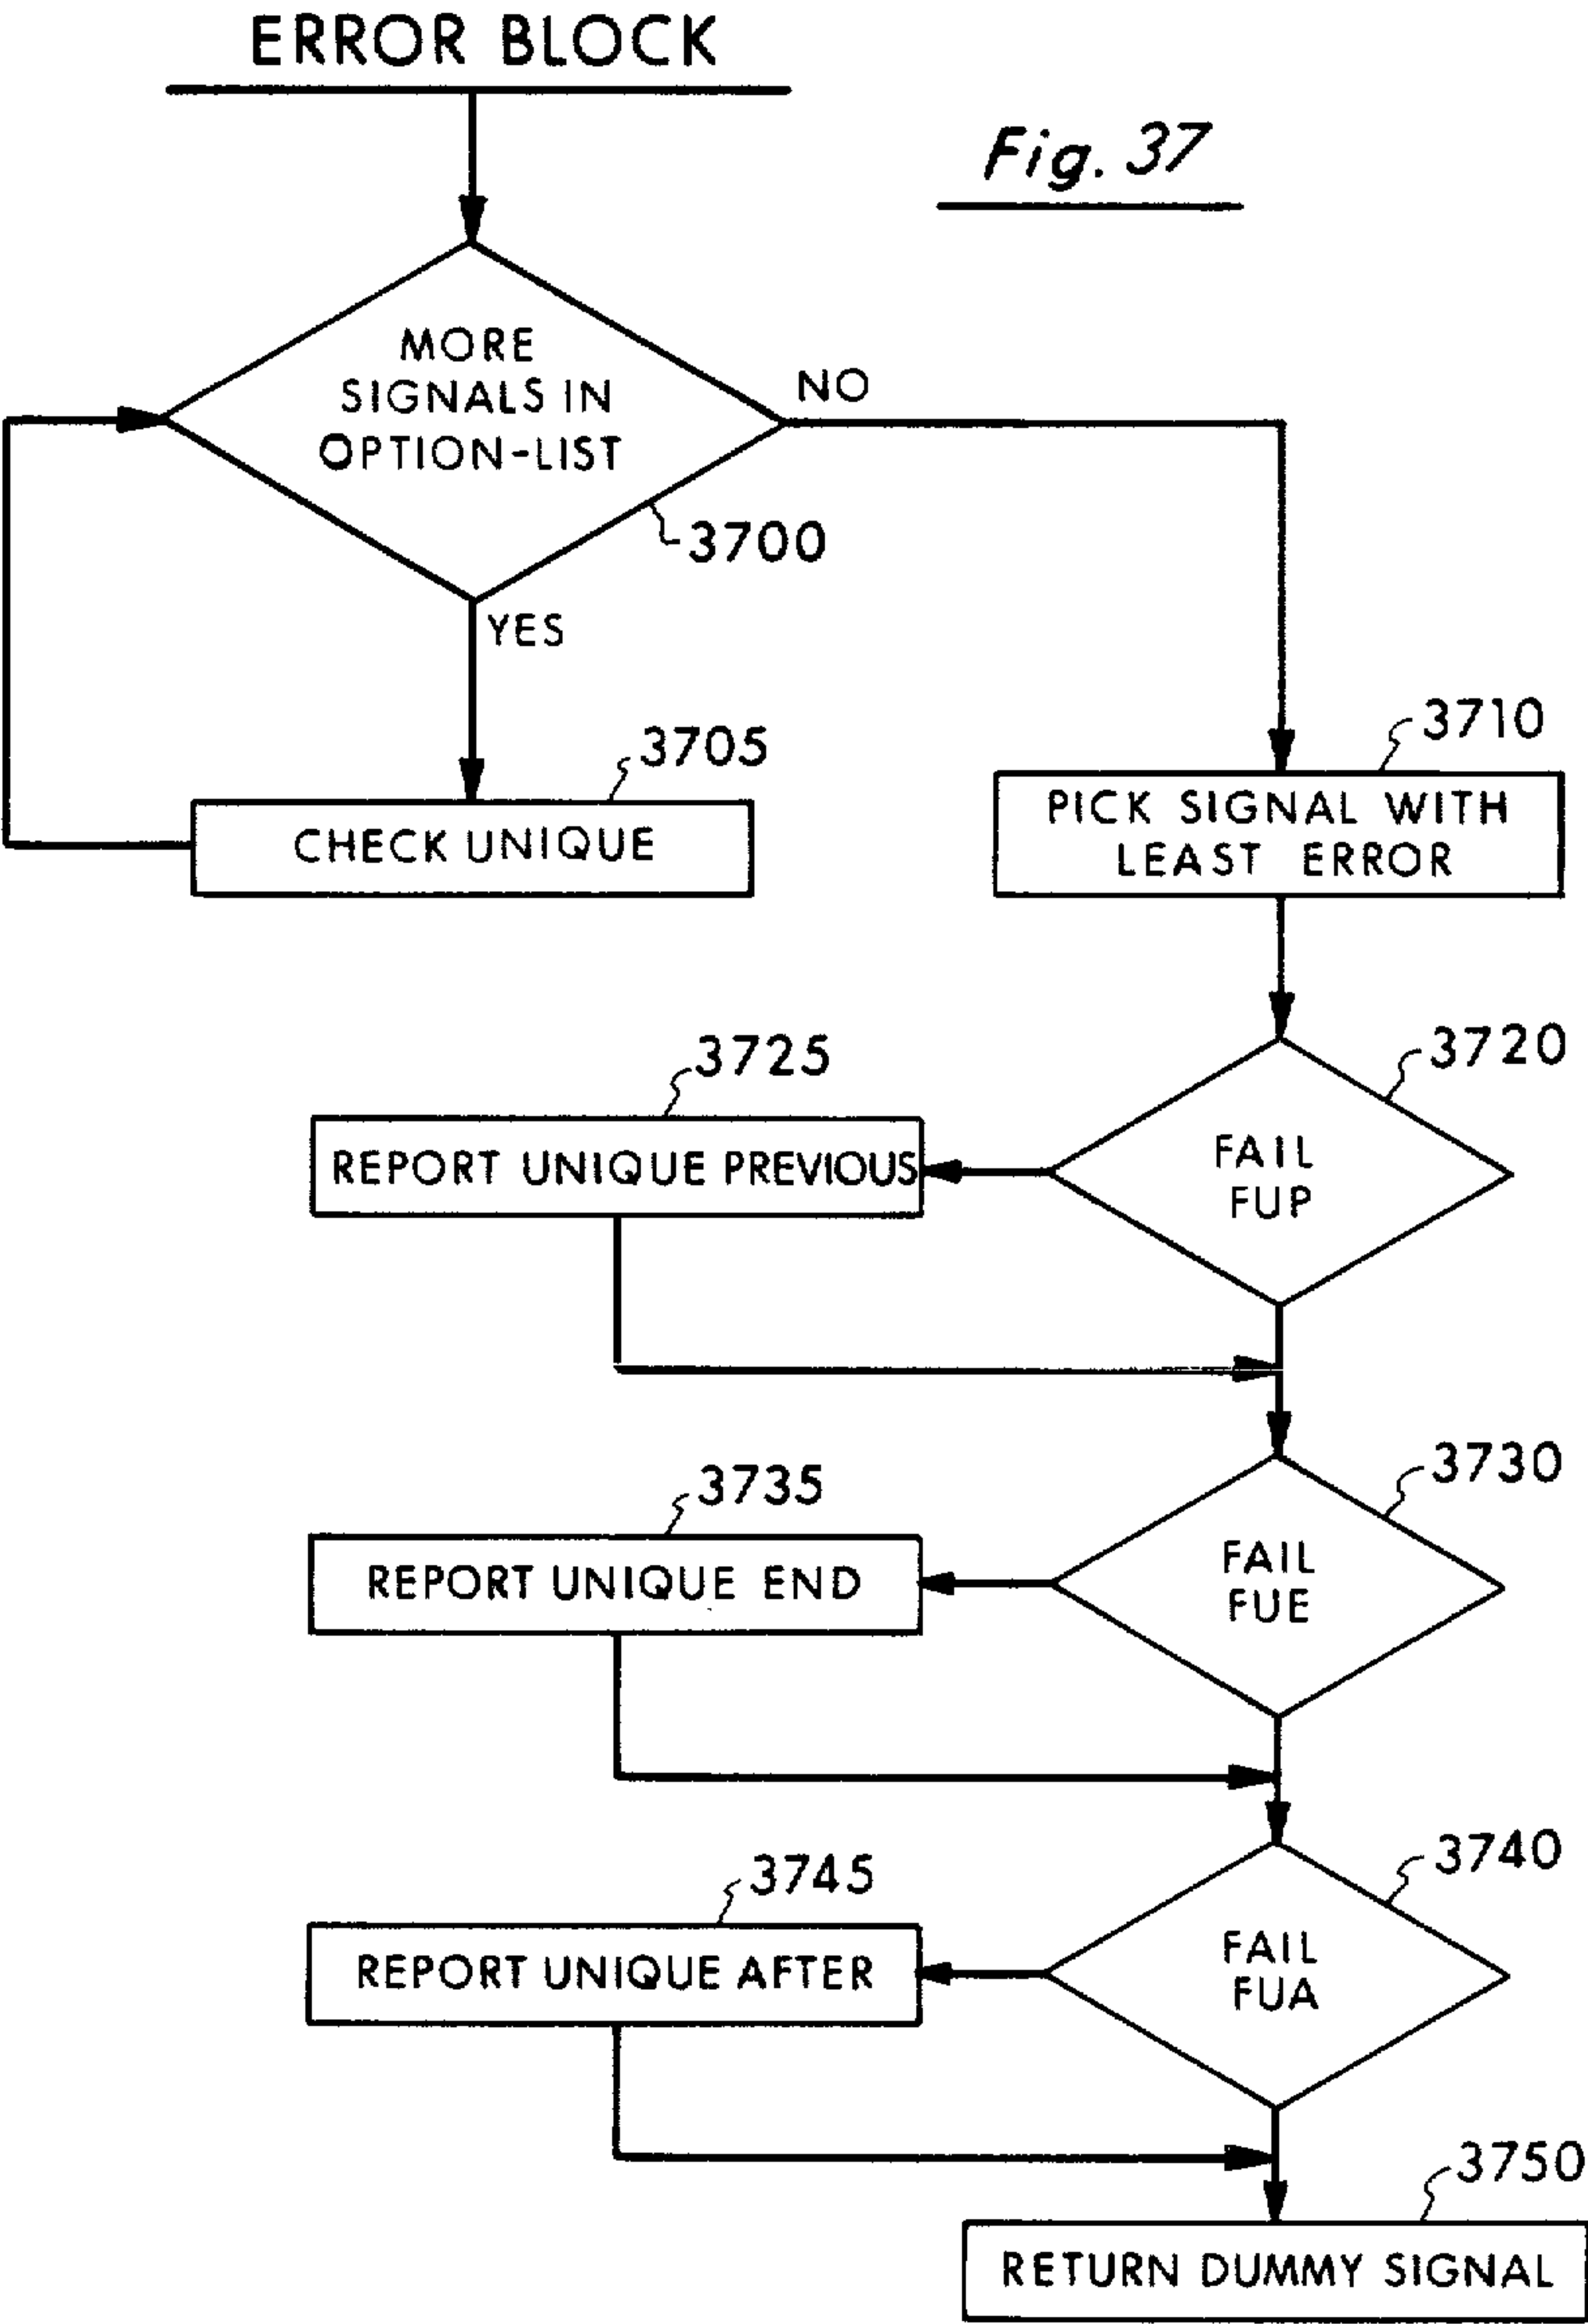 ERROR BLOCK
Fig. 37
MORE
SIGNALS IN
OPTION-LIST
NO
3700
YES
3705
CHECK UNIQUE
3710
PICK SIGNAL WITH
LEAST ERROR
3720
FAIL
FUP
3725
REPORT UNIQUE PREVIOUS
3730
FAIL
FUE
3735
REPORT UNIQUE END
3740
FAIL
FUA
3745
REPORT UNIQUE AFTER
3750
RETURN DUMMY SIGNAL